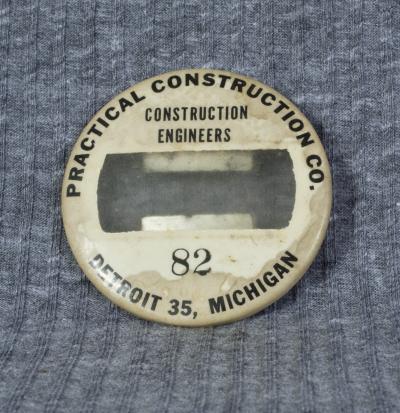 PRACTICAL CONSTRUCTION CO.
CONSTRUCTION
ENGINEERS
82
DETROIT 35, MICHIGAN